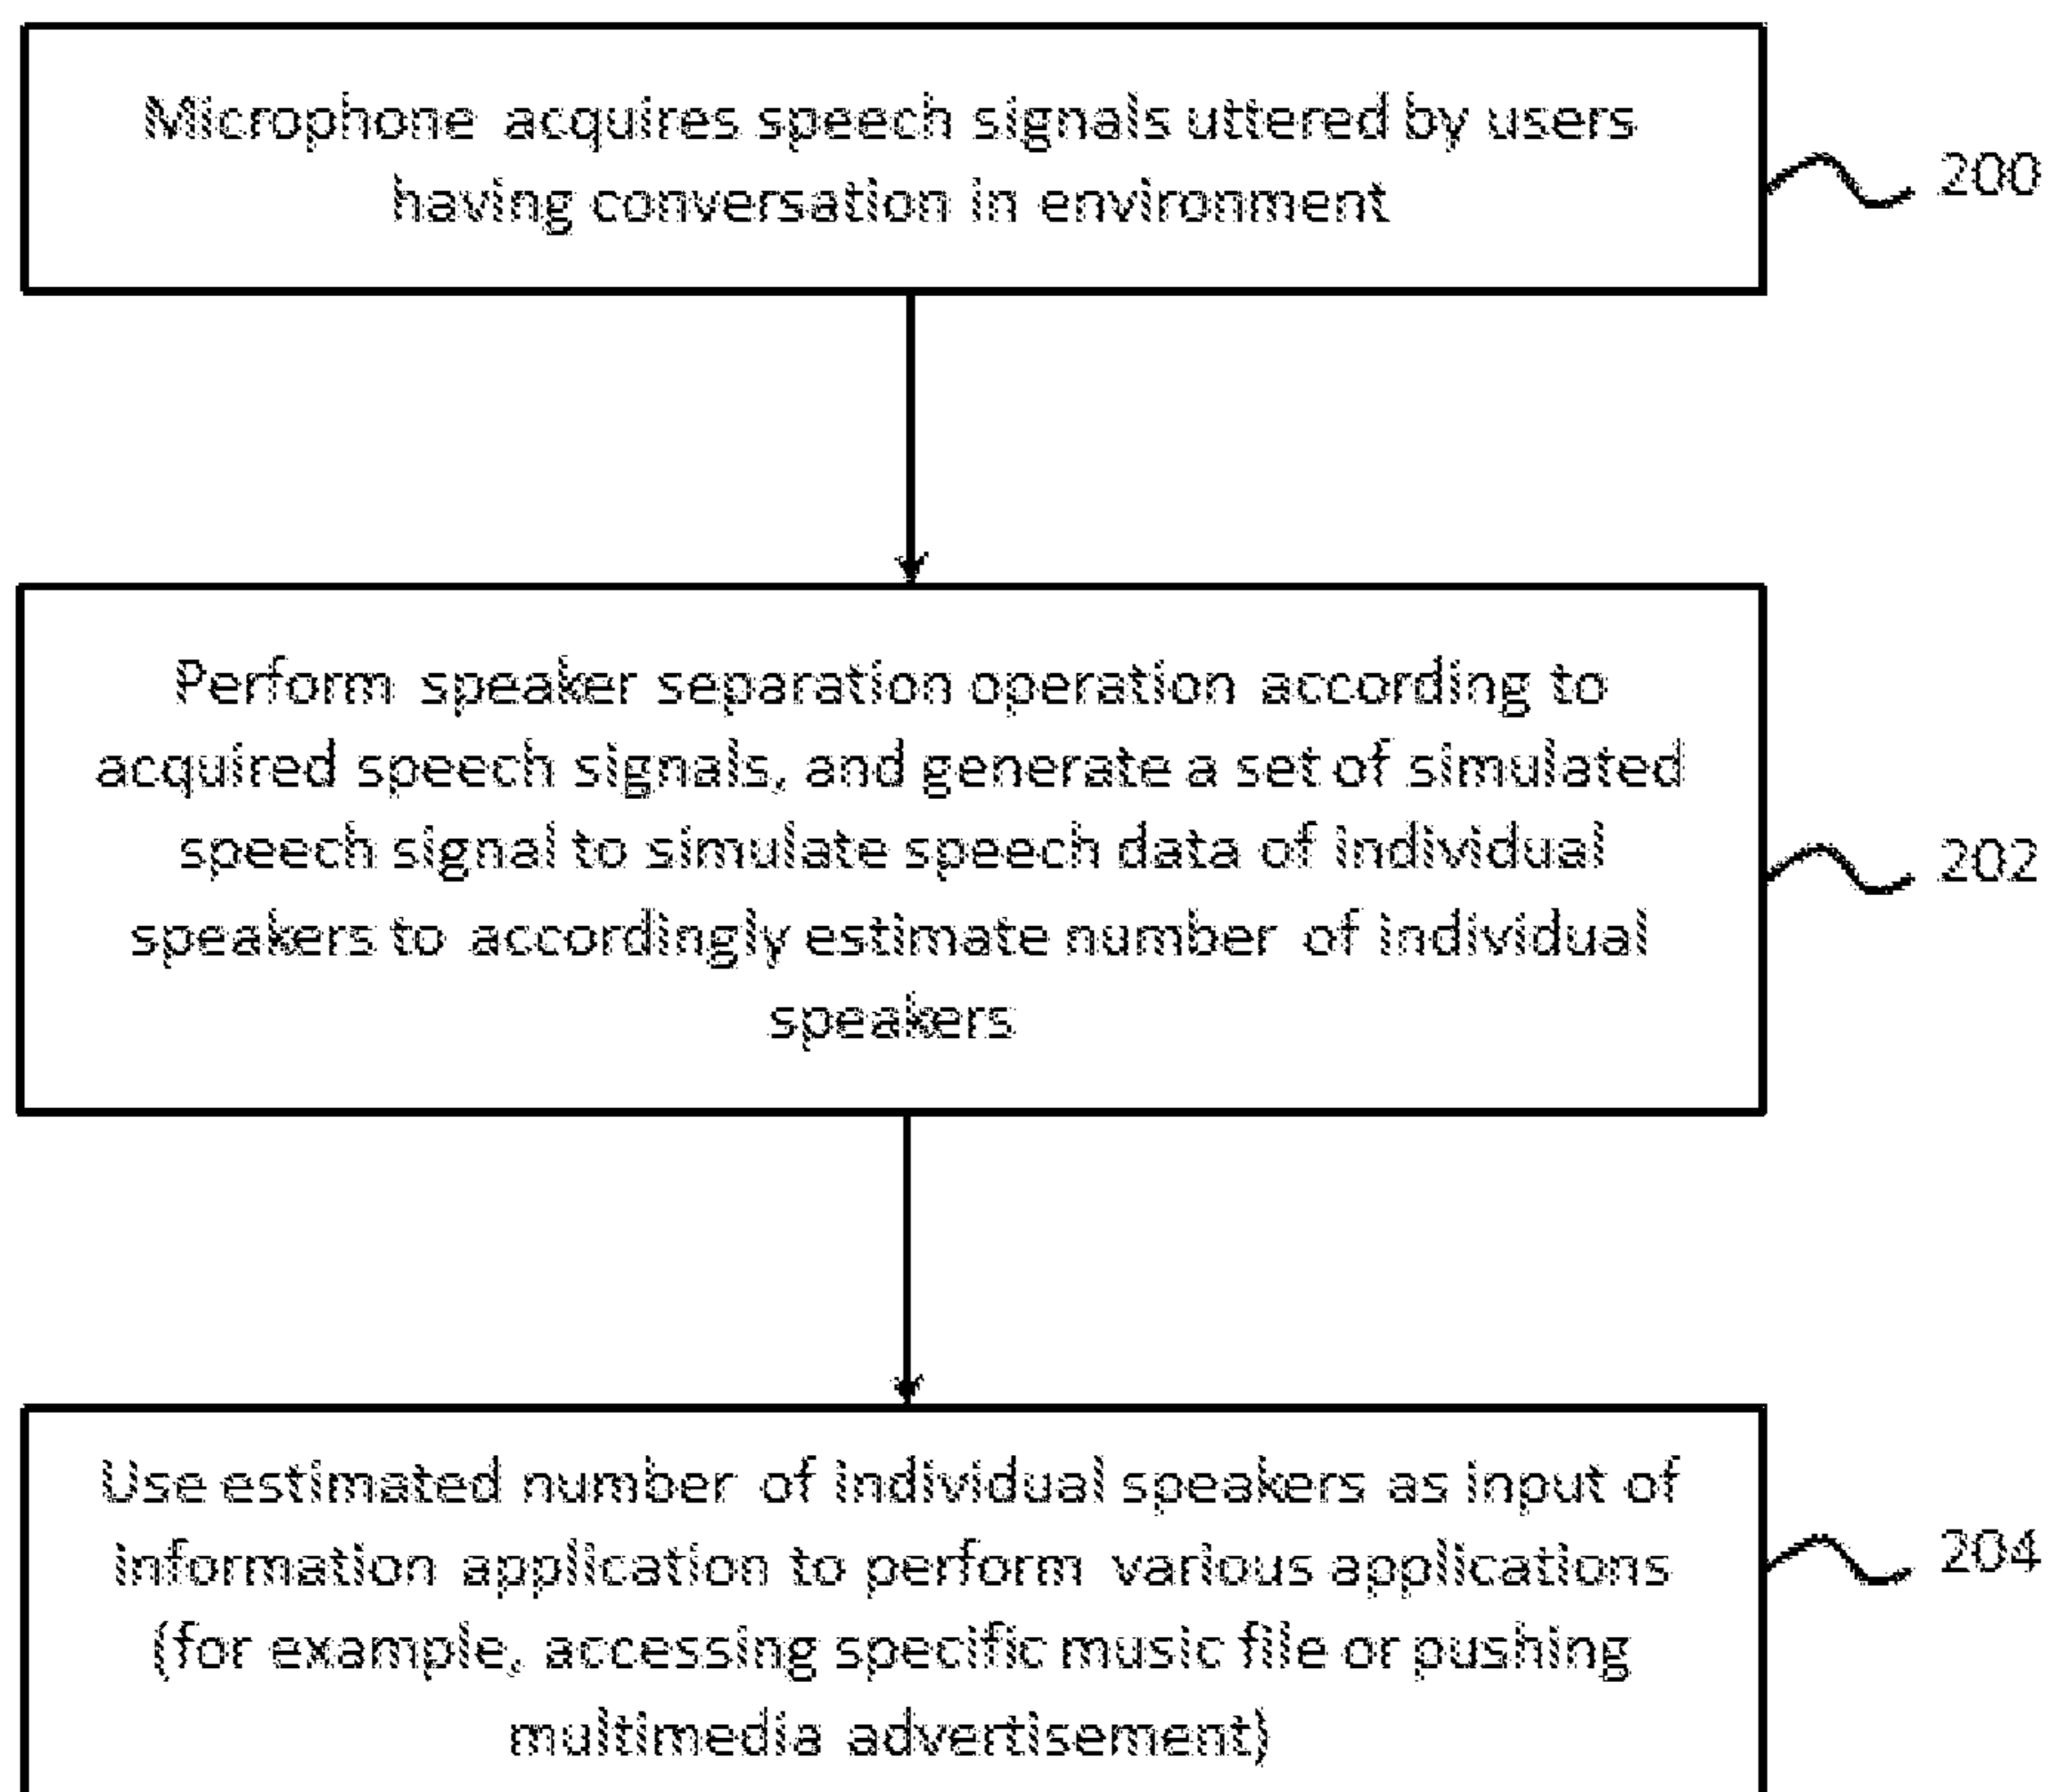 Microphone acquires speech signals uttered by users
having conversation in environment
200
Perform speaker separation operation according to
acquired speech signals, and generate a set of simulated
speech signal to simulate speech data of individual
speakers to accordingly estimate number of individual
speakers
202
Use estimated number of individual speakers as input of
information application to perform various applications
(for example, accessing specific music file or pushing
multimedia advertisement)
204